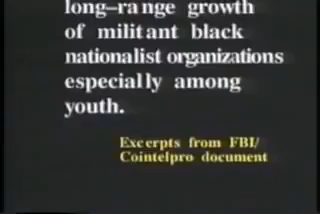 long-range growth
of militant black
nationalist organizations
especially among
youth.
Excerpts from FBI/
Cointelpro document